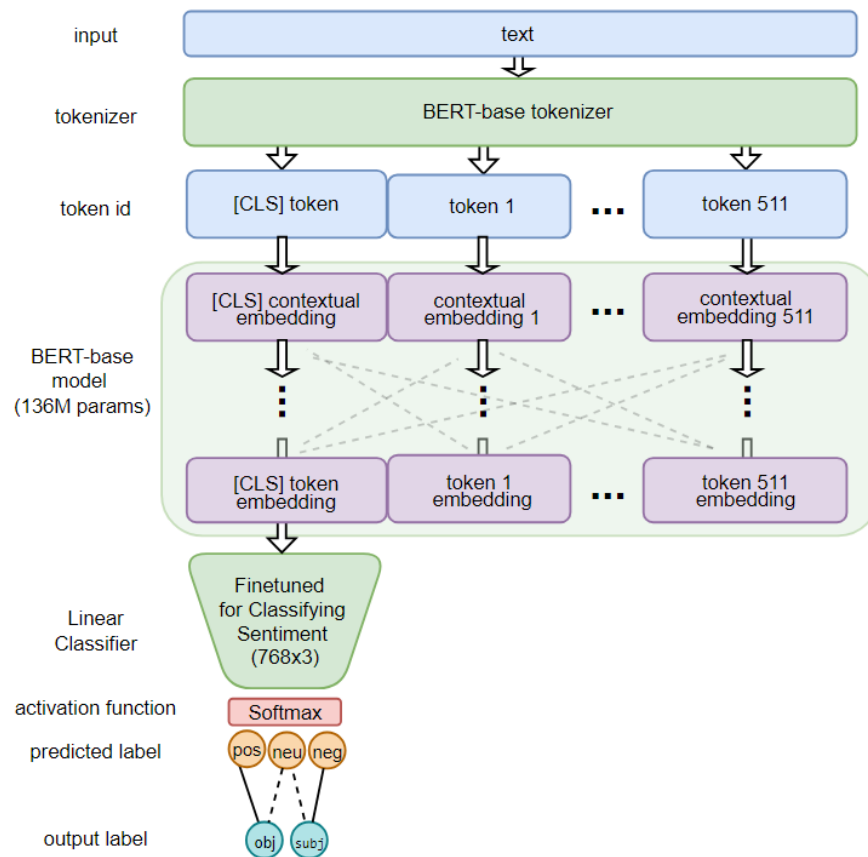 input
text
tokenizer
BERT-base tokenizer
token id
[CLS] token
token 1
...
token 511
[CLS] contextual
embedding
contextual
embedding 1
...
contextual
embedding 511
BERT-base
model
(136M params)
[CLS] token
embedding
token 1
embedding
...
token 511
embedding
Linear
Classifier
Finetuned
for Classifying
Sentiment
(768x3)
activation function
Softmax
predicted label
pos
neu
neg
output label
obj
subj